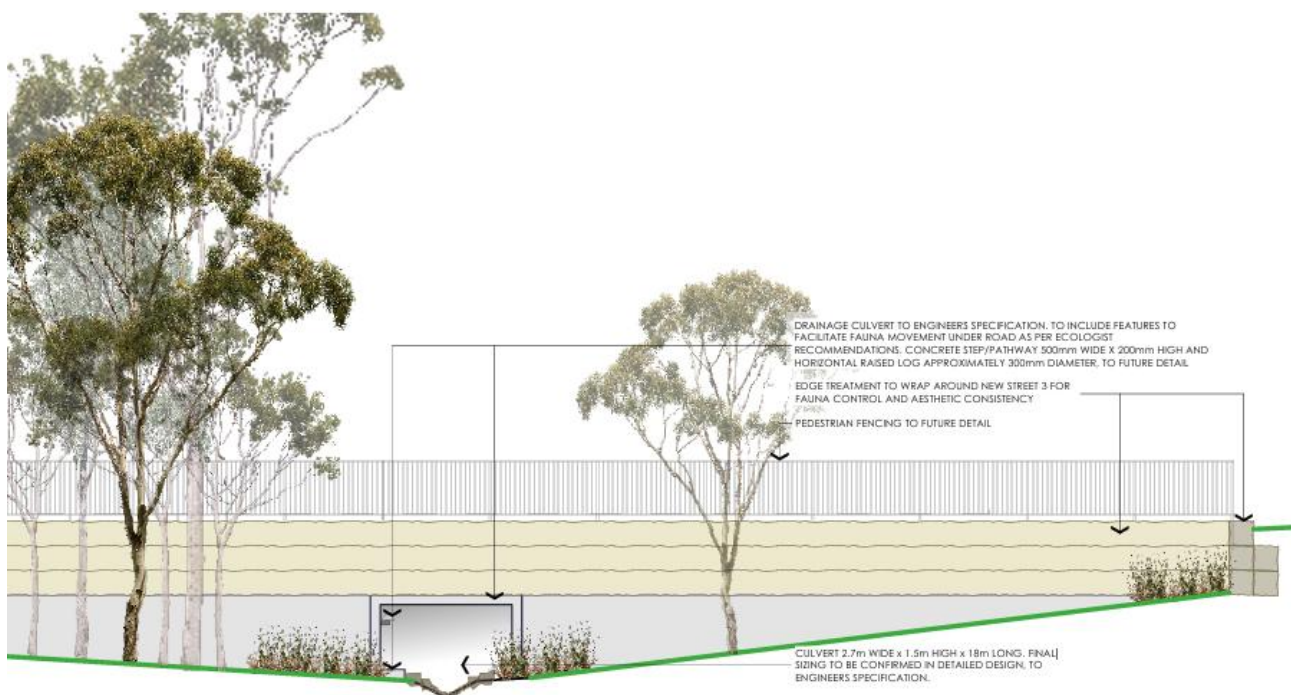 DRAINAGE CULVERT TO ENGINEERS SPECIFICATION. TO INCLUDE FEATURES TO
FACILITATE FAUNA MOVEMENT UNDER ROAD AS PER ECOLOGIST
RECOMMENDATIONS. CONCRETE STEP/PATHWAY 500mm WIDE X 200mm HIGH AND
HORIZONTAL RAISED LOG APPROXIMATELY 300mm DIAMETER, TO FUTURE DETAIL
EDGE TREATMENT TO WRAP AROUND NEW STREET 3 FOR
FAUNA CONTROL AND AESTHETIC CONSISTENCY
PEDESTRIAN FENCING TO FUTURE DETAIL
CULVERT 2.7m WIDE x 1.5m HIGH x 18m LONG. FINAL
SIZING TO BE CONFIRMED IN DETAILED DESIGN, TO
ENGINEERS SPECIFICATION.